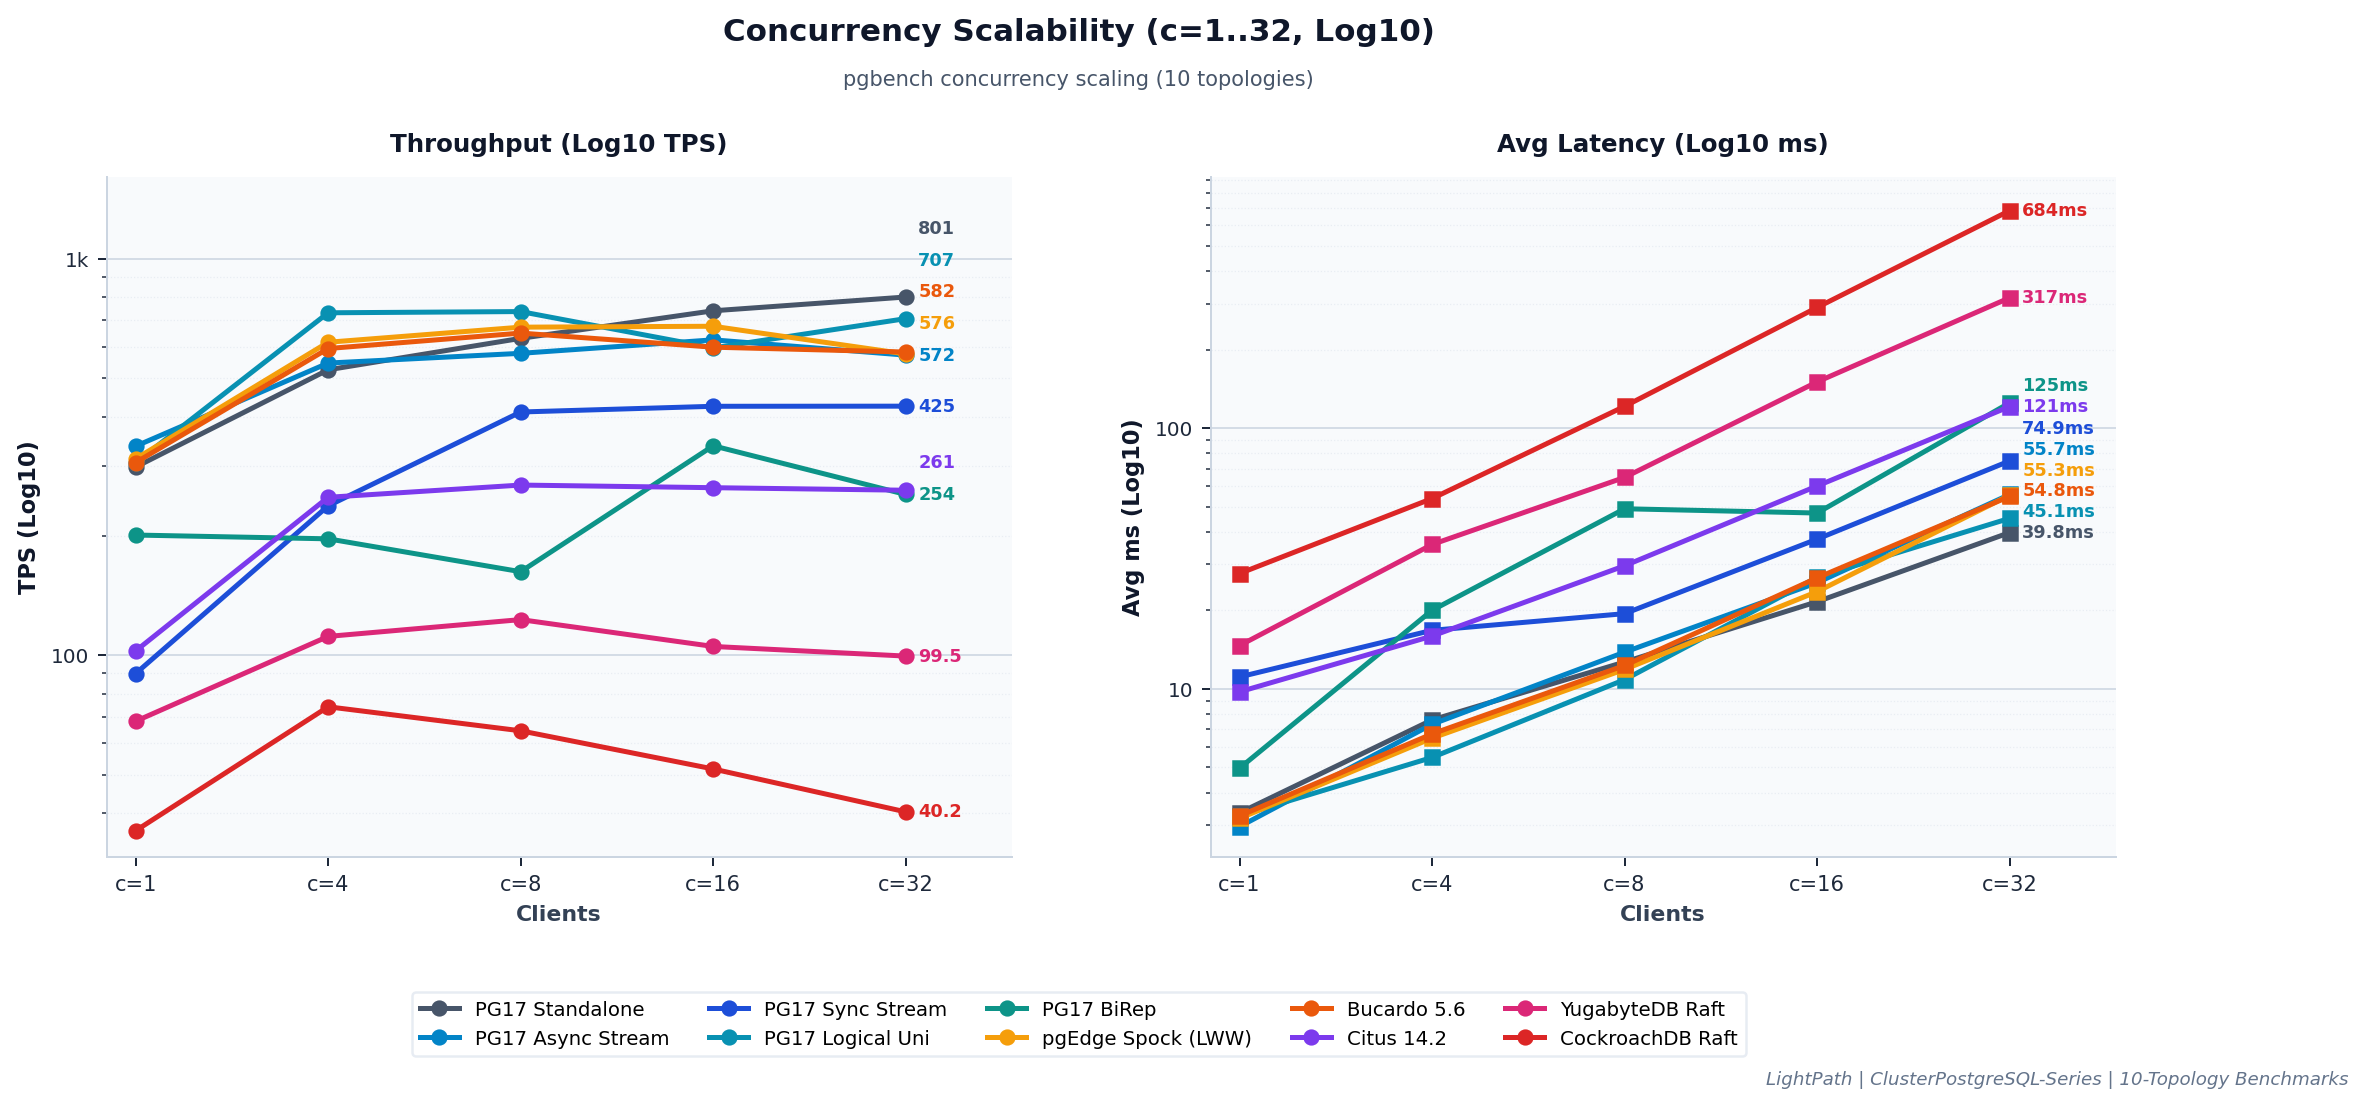 Concurrency Scalability (c=1..32, Log10)
pgbench concurrency scaling (10 topologies)
Throughput (Log10 TPS)
TPS (Log10)
1k
100
801
707
582
576
572
425
261
254
99.5
40.2
c=1
c=4
c=8
c=16
c=32
Clients
Avg Latency (Log10 ms)
Avg ms (Log10)
100
10
684ms
317ms
125ms
121ms
74.9ms
55.7ms
55.3ms
54.8ms
45.1ms
39.8ms
c=1
c=4
c=8
c=16
c=32
Clients
PG17 Standalone
PG17 Async Stream
PG17 Sync Stream
PG17 Logical Uni
PG17 BiRep
pgEdge Spock (LWW)
Bucardo 5.6
Citus 14.2
YugabyteDB Raft
CockroachDB Raft
LightPath | ClusterPostgreSQL-Series | 10-Topology Benchmarks